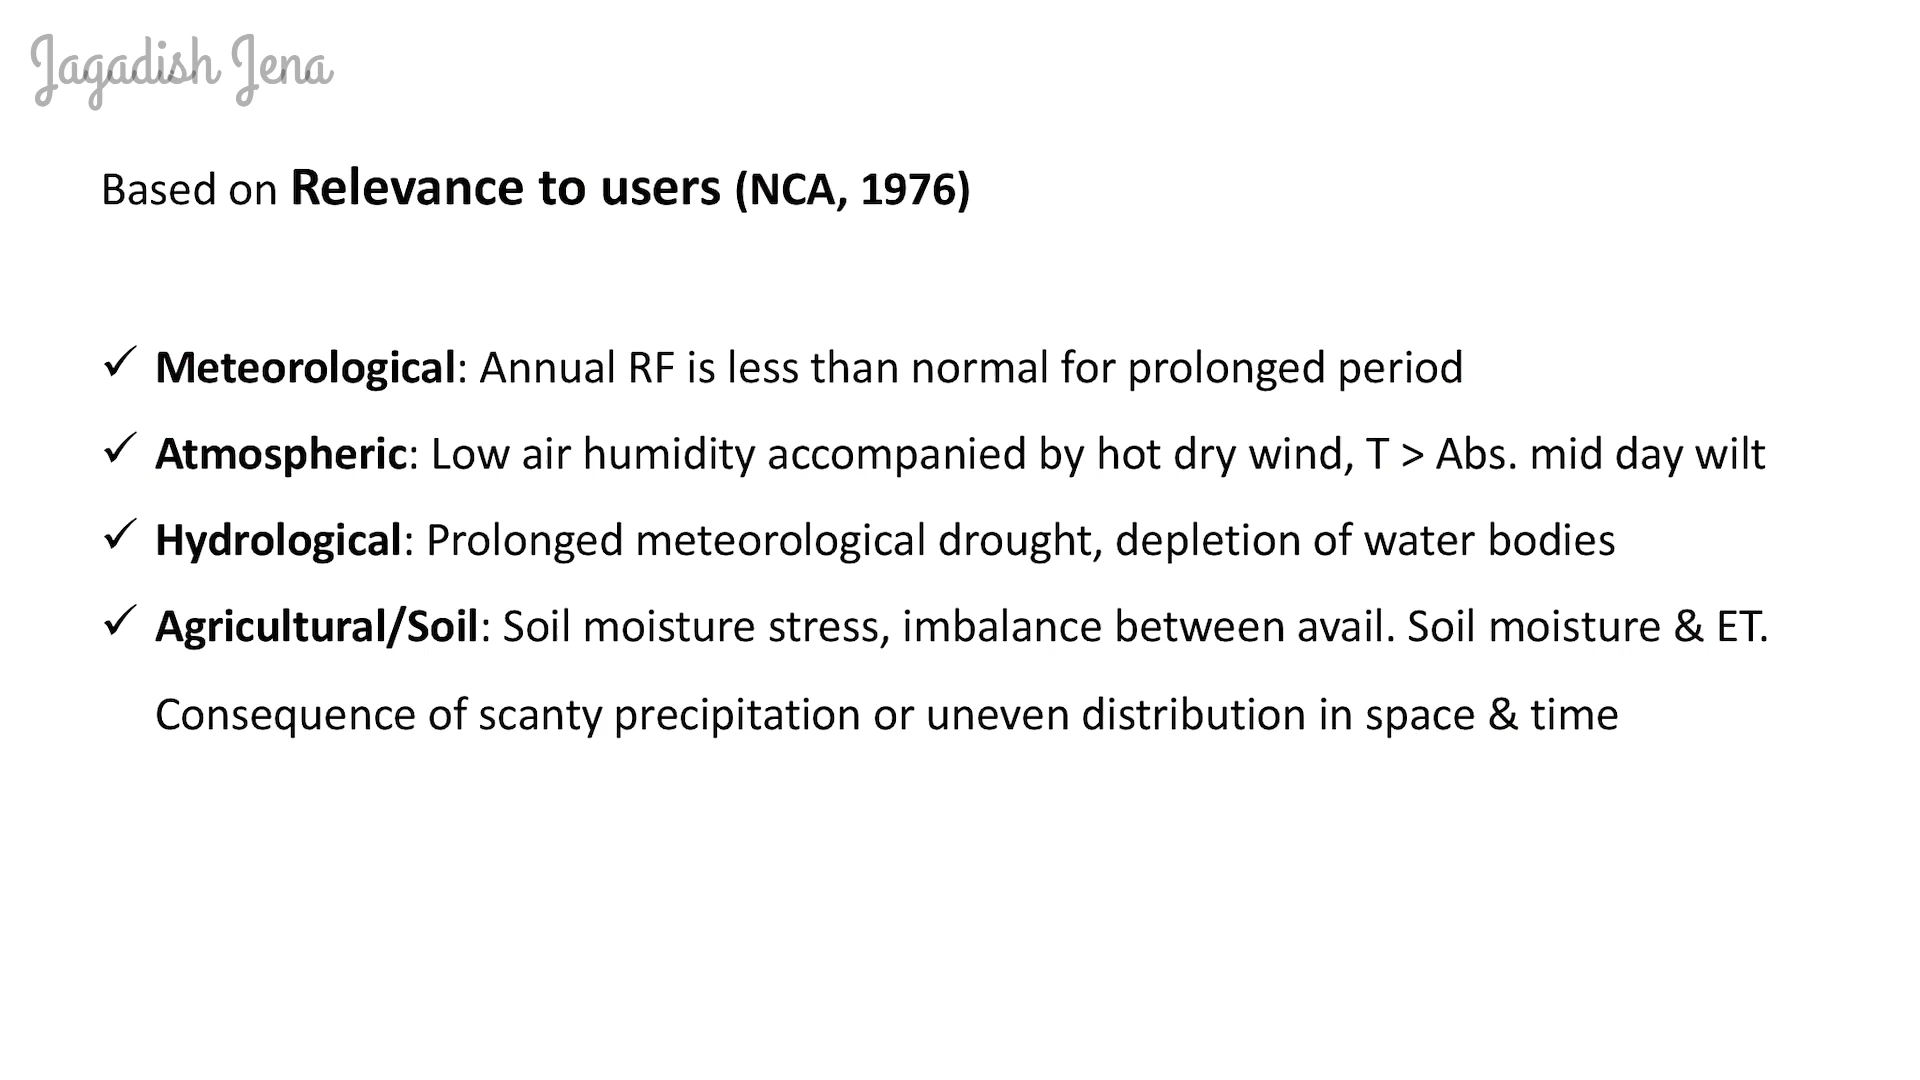 Jagadish Jena
Based on Relevance to users (NCA, 1976)
✓ Meteorological: Annual RF is less than normal for prolonged period
✓ Atmospheric: Low air humidity accompanied by hot dry wind, T > Abs. mid day wilt
✓ Hydrological: Prolonged meteorological drought, depletion of water bodies
✓ Agricultural/Soil: Soil moisture stress, imbalance between avail. Soil moisture & ET.
Consequence of scanty precipitation or uneven distribution in space & time